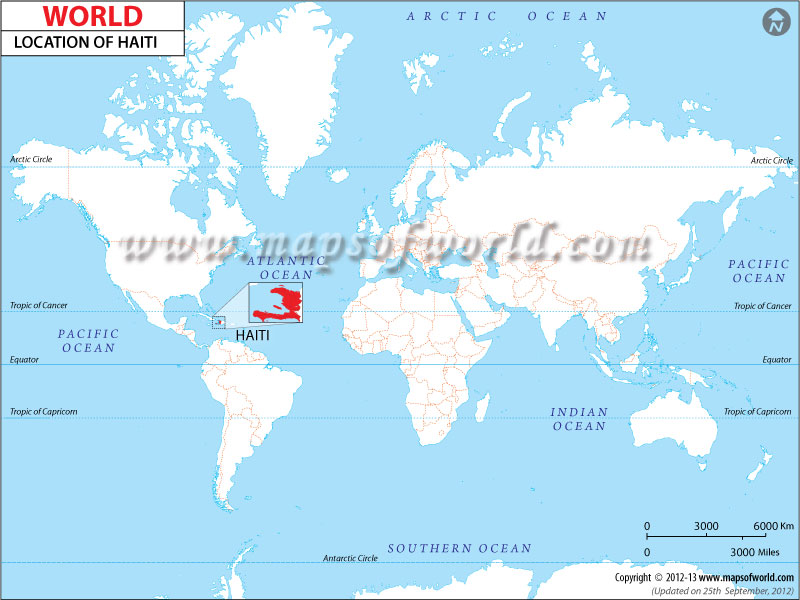 WORLD
LOCATION OF HAITI
ARCTIC OCEAN
N
Arctic Circle
Arctic Circle
www.mapsofworld.com
ATLANTIC
OCEAN
PACIFIC
OCEAN
Tropic of Cancer
Tropic of Cancer
PACIFIC
OCEAN
HAITI
Equator
Equator
Tropic of Capricorn
INDIAN
OCEAN
Tropic of Capricorn
0 3000 6000 Km
0 3000 Miles
SOUTHERN OCEAN
Antarctic Circle
Copyright © 2012-13 www.mapsofworld.com
(Updated on 25th September, 2012)